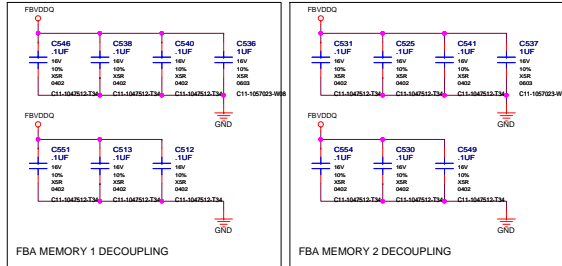 FBVDDQ
C546
.1UF
16V
10%
X5R
0402
C11-1047512-T34
C538
.1UF
16V
10%
X5R
0402
C11-1047512-T34
C540
.1UF
16V
10%
X5R
0402
C11-1047512-T34
C536
1UF
16V
10%
X5R
0603
C11-1057023-W08
GND
FBVDDQ
C551
.1UF
16V
10%
X5R
0402
C11-1047512-T34
C513
.1UF
16V
10%
X5R
0402
C11-1047512-T34
C512
.1UF
16V
10%
X5R
0402
C11-1047512-T34
GND
FBA MEMORY 1 DECOUPLING
FBVDDQ
C531
.1UF
16V
10%
X5R
0402
C11-1047512-T34
C525
.1UF
16V
10%
X5R
0402
C11-1047512-T34
C541
.1UF
16V
10%
X5R
0402
C11-1047512-T34
C537
1UF
16V
10%
X5R
0603
C11-1057023-W
GND
FBVDDQ
C554
.1UF
16V
10%
X5R
0402
C11-1047512-T34
C530
.1UF
16V
10%
X5R
0402
C11-1047512-T34
C549
.1UF
16V
10%
X5R
0402
C11-1047512-T34
GND
FBA MEMORY 2 DECOUPLING